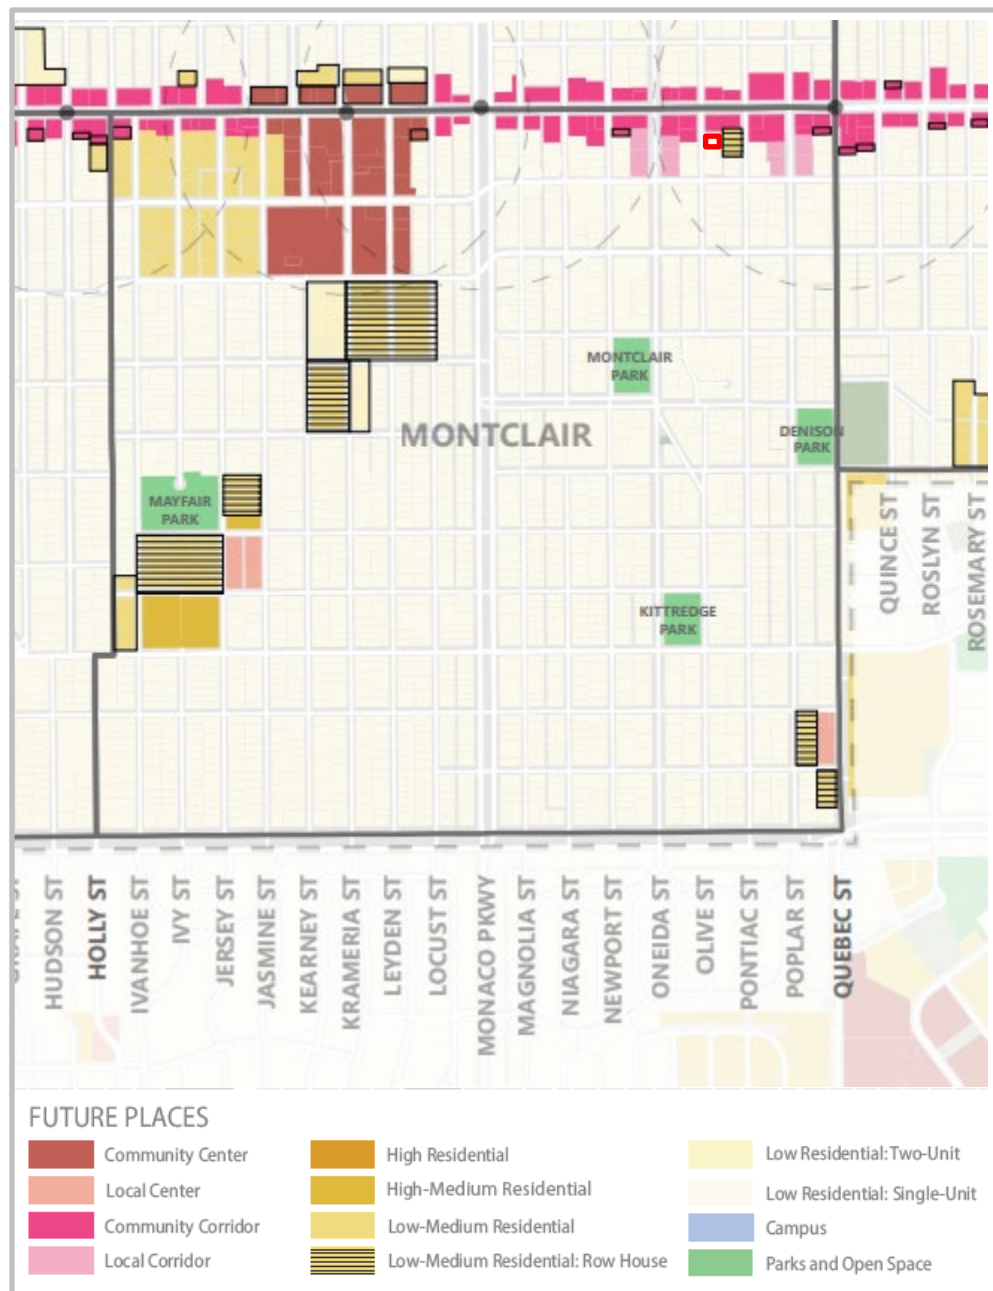 MONTCLAIR
PARK
MONTCLAIR
DENISON
PARK
MAYFAIR
PARK
QUINCE ST
ROSLYN ST
ROSEMARY ST
KITTREDGE
PARK
HUDSON ST
HOLLY ST
IVANHOE ST
IVY ST
JERSEY ST
JASMINE ST
KEARNEY ST
KRAMERIA ST
LEYDEN ST
LOCUST ST
MONACO PKWY
MAGNOLIA ST
NIAGARA ST
NEWPORT ST
ONEIDA ST
OLIVE ST
PONTIAC ST
POPLAR ST
QUEBEC ST
FUTURE PLACES
Community Center
Local Center
Community Corridor
Local Corridor
High Residential
High-Medium Residential
Low-Medium Residential
Low-Medium Residential: Row House
Low Residential: Two-Unit
Low Residential: Single-Unit
Campus
Parks and Open Space